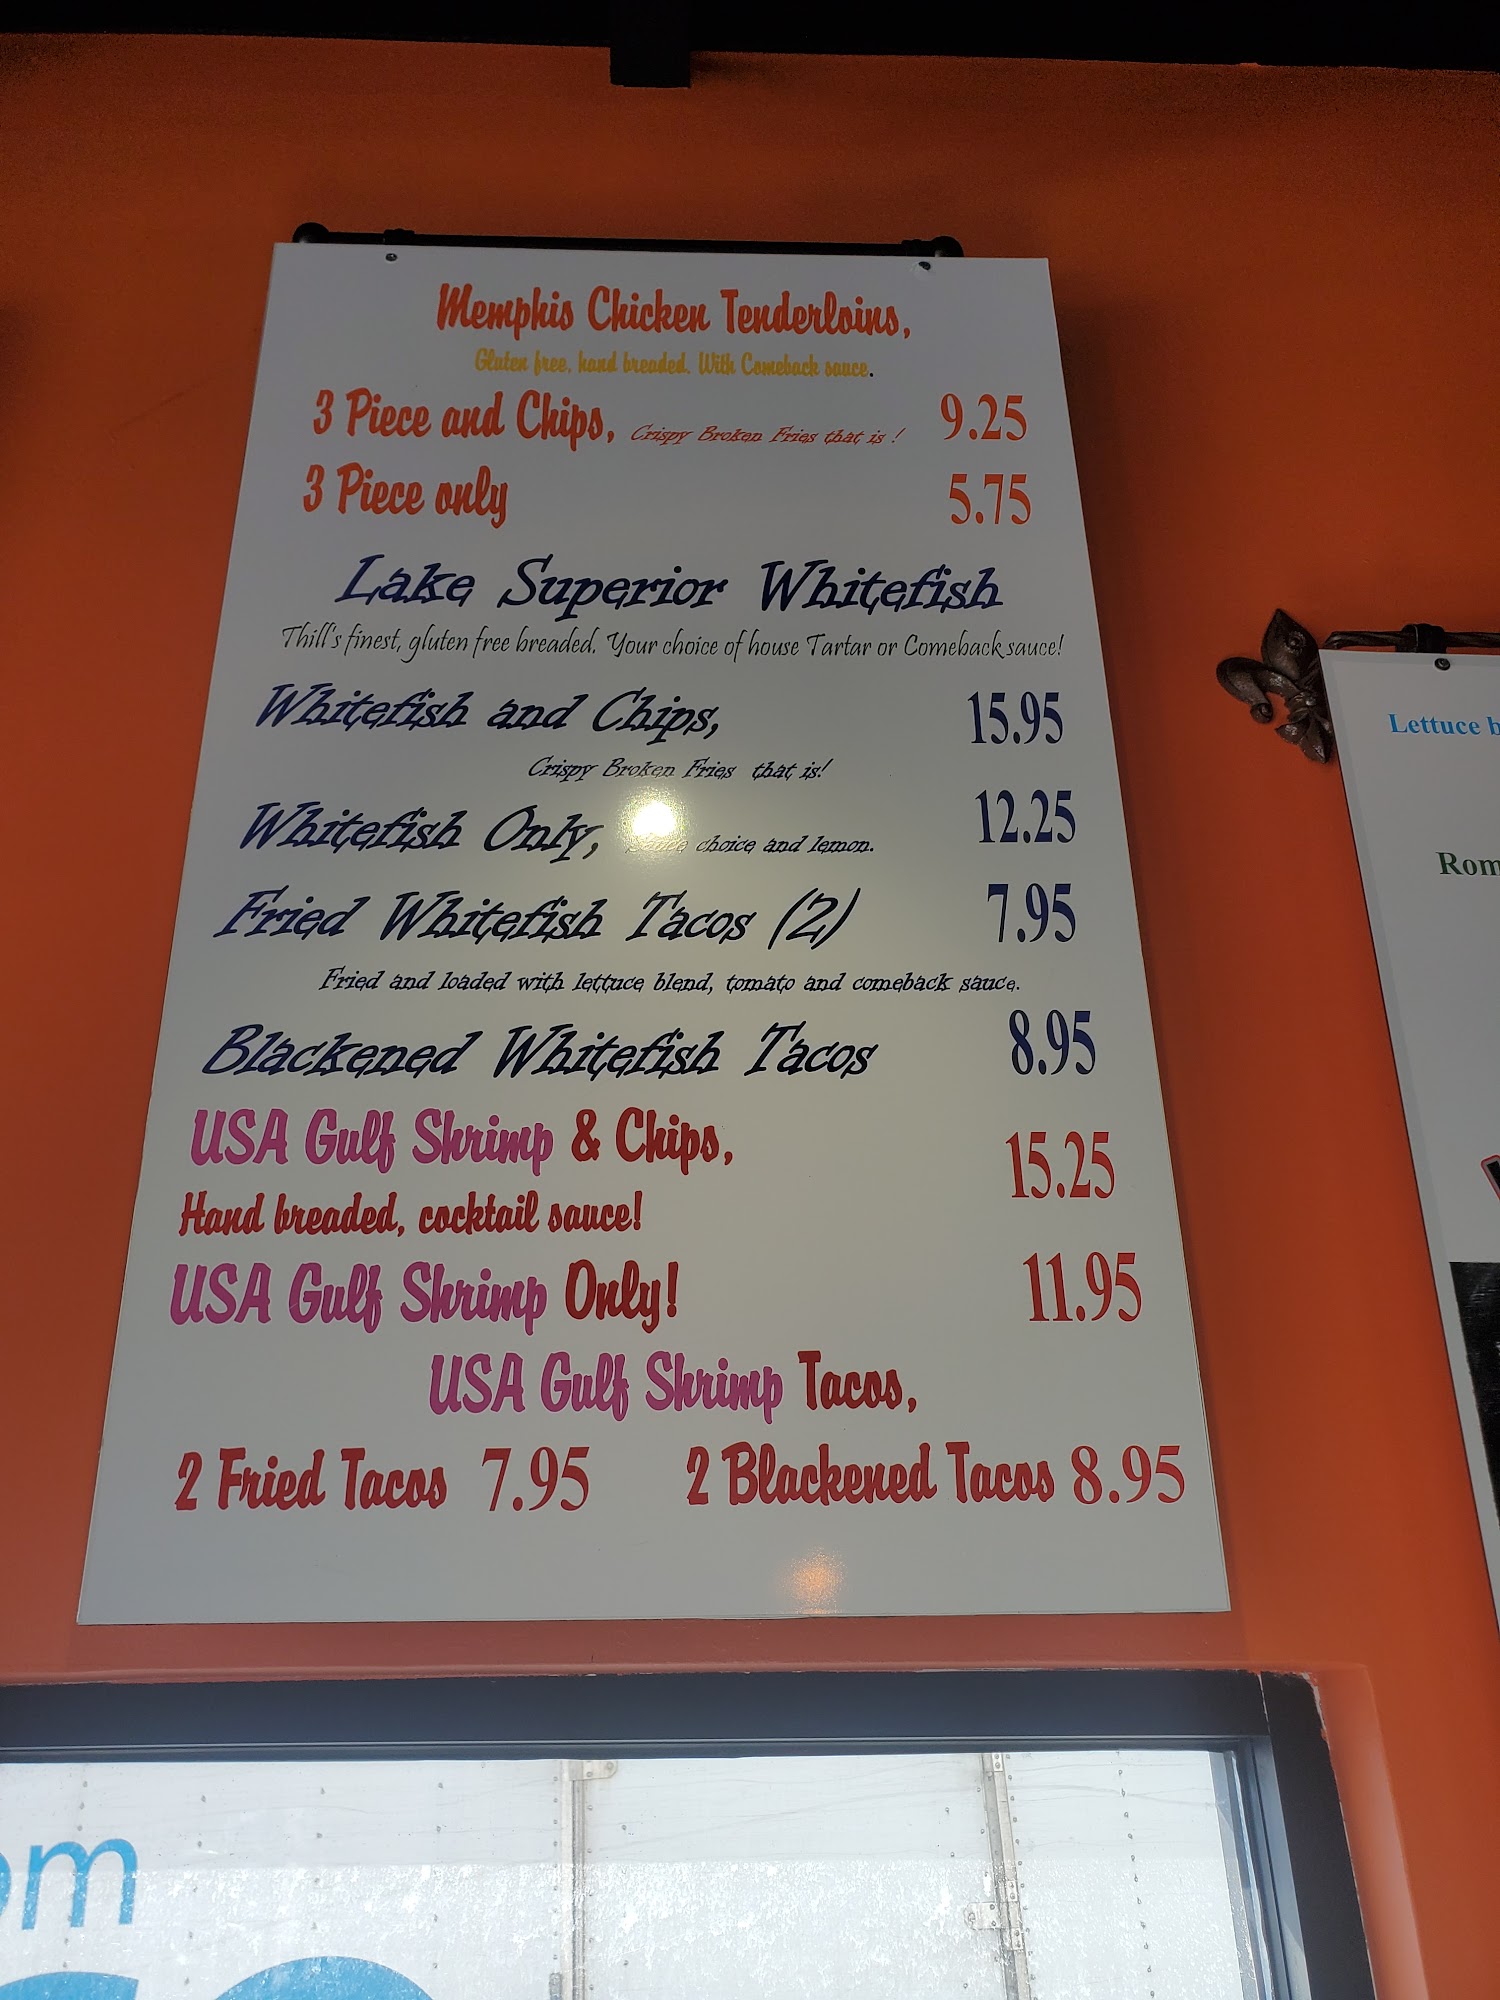 Memphis Chicken Tenderloins,
Gluten free, hand breaded. With Comeback sauce.
3 Piece and Chips, Crispy Broken Fries that is ! 9.25
3 Piece only 5.75
Lake Superior Whitefish
Thill's finest, gluten free breaded. Your choice of house Tartar or Comeback sauce!
Whitefish and Chips, 15.95
Crispy Broken Fries that is!
Whitefish Only, Sauce choice and lemon. 12.25
Fried Whitefish Tacos (2) 7.95
Fried and loaded with lettuce blend, tomato and comeback sauce.
Blackened Whitefish Tacos 8.95
USA Gulf Shrimp & Chips, 15.25
Hand breaded, cocktail sauce!
USA Gulf Shrimp Only! 11.95
USA Gulf Shrimp Tacos,
2 Fried Tacos 7.95 2 Blackened Tacos 8.95
Lettuce b
Rom
om